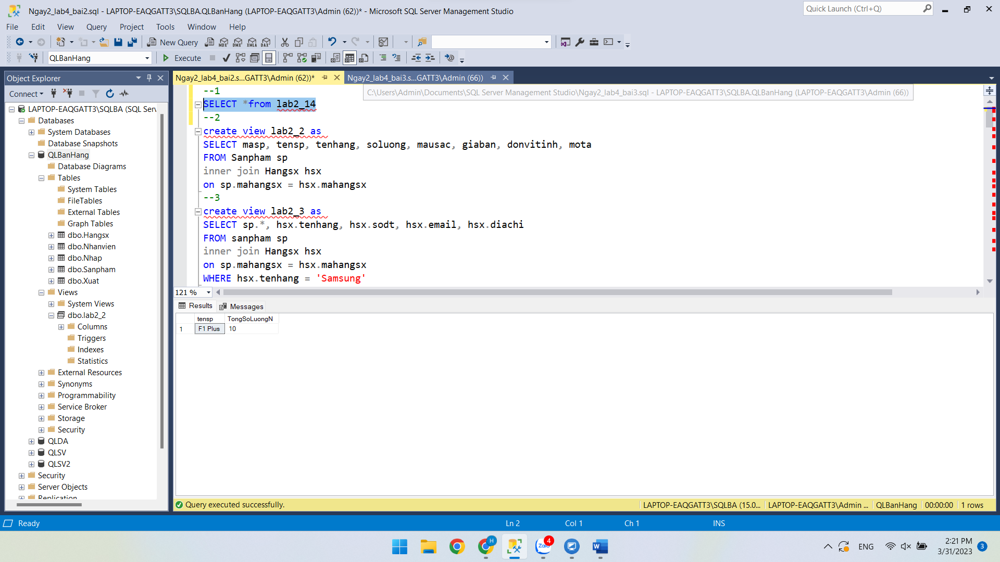 Ngay2_lab4_bai2.sql - LAPTOP-EAQGATT3\SQLBA.QLBanHang (LAPTOP-EAQGATT3\Admin (62))* - Microsoft SQL Server Management Studio
Quick Launch (Ctrl+Q)
File Edit View Query Project Tools Window Help
New Query
MDX DMX XMLA DAX
QLBanHang
Execute
Object Explorer
Ngay2_lab4_bai2.s...GATT3\Admin (62))*
Ngay2_lab4_bai3.s...GATT3\Admin (66))
C:\Users\Admin\Documents\SQL Server Management Studio\Ngay2_lab4_bai3.sql - LAPTOP-EAQGATT3\SQLBA.QLBanHang (LAPTOP-EAQGATT3\Admin (66))
Connect
LAPTOP-EAQGATT3\SQLBA (SQL Serv
Databases
System Databases
Database Snapshots
QLBanHang
Database Diagrams
Tables
System Tables
FileTables
External Tables
Graph Tables
dbo.Hangsx
dbo.Nhanvien
dbo.Nhap
dbo.Sanpham
dbo.Xuat
Views
System Views
dbo.lab2_2
Columns
Triggers
Indexes
Statistics
External Resources
Synonyms
Programmability
Service Broker
Storage
Security
QLDA
QLSV
QLSV2
Security
Server Objects
Replication
--1
SELECT *from lab2_14
--2
create view lab2_2 as
SELECT masp, tensp, tenhang, soluong, mausac, giaban, donvitinh, mota
FROM Sanpham sp
inner join Hangsx hsx
on sp.mahangsx = hsx.mahangsx
--3
create view lab2_3 as
SELECT sp.*, hsx.tenhang, hsx.sodt, hsx.email, hsx.diachi
FROM sanpham sp
inner join Hangsx hsx
on sp.mahangsx = hsx.mahangsx
WHERE hsx.tenhang = 'Samsung'
121 %
Results Messages
tensp TongSoLuongN
1 F1 Plus 10
Query executed successfully.
LAPTOP-EAQGATT3\SQLBA (15.0... LAPTOP-EAQGATT3\Admin ... QLBanHang 00:00:00 1 rows
Ready Ln 2 Col 1 Ch 1 INS
H
Zalo 4
W
ENG
2:21 PM
3/31/2023
3